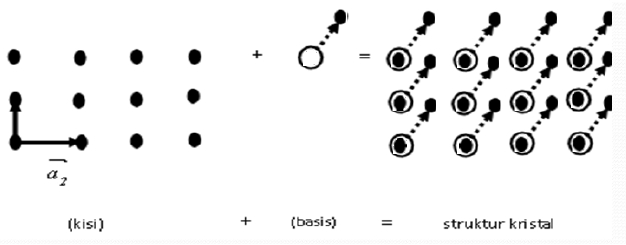 + =
a₂
(kisi) + (basis) = struktur kristal